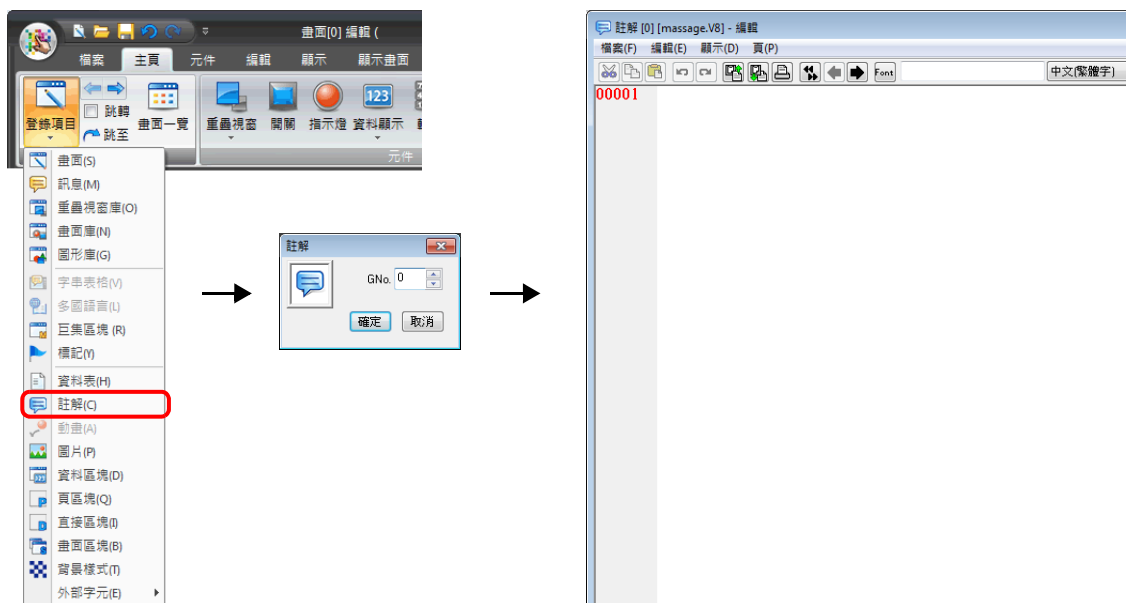 畫面[0] 編輯 (
檔案 主頁 元件 編輯 顯示 顯示畫面
登錄項目
跳轉
跳至
畫面一覽
重疊視窗 開關 指示燈 資料顯示
123
元件
畫面(S)
訊息(M)
重疊視窗庫(O)
畫面庫(N)
圖形庫(G)
字串表格(V)
多國語言(L)
巨集區塊 (R)
標記(Y)
資料表(H)
註解(C)
動畫(A)
圖片(P)
資料區塊(D)
頁區塊(Q)
直接區塊(I)
畫面區塊(B)
背景樣式(T)
外部字元(E)
註解
GNo. 0
確定 取消
註解 [0] [massage.V8] - 編輯
檔案(F) 編輯(E) 顯示(D) 頁(P)
Font 中文(繁體字)
00001